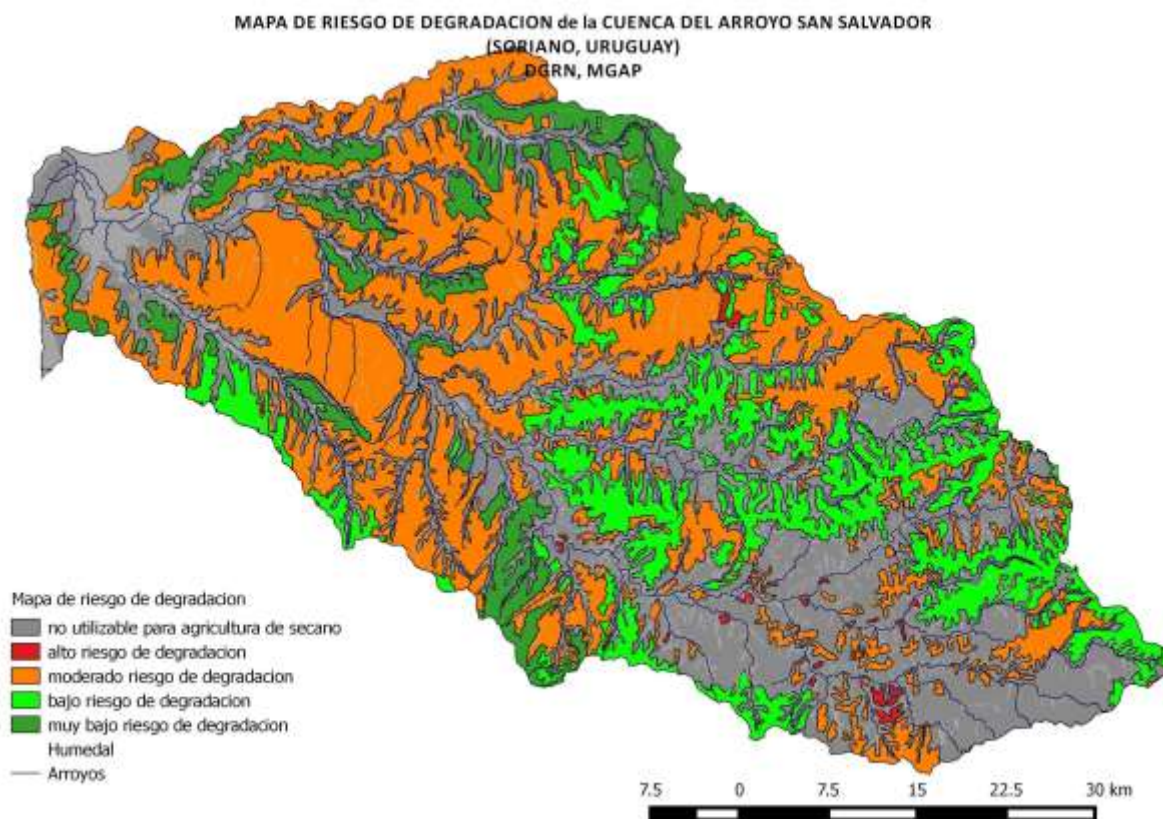 MAPA DE RIESGO DE DEGRADACION de la CUENCA DEL ARROYO SAN SALVADOR
(SORIANO, URUGUAY)
DGRN, MGAP
Mapa de riesgo de degradacion
no utilizable para agricultura de secano
alto riesgo de degradacion
moderado riesgo de degradacion
bajo riesgo de degradacion
muy bajo riesgo de degradacion
Humedal
Arroyos
7.5 0 7.5 15 22.5 30 km